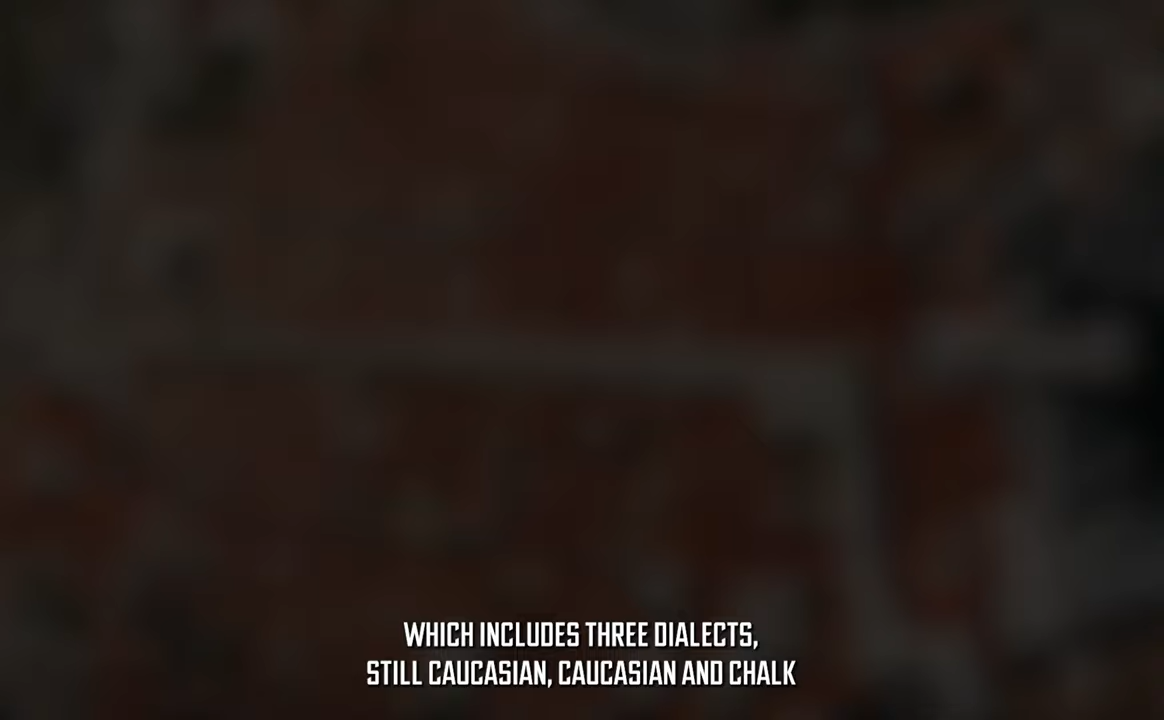 WHICH INCLUDES THREE DIALECTS,
STILL CAUCASIAN, CAUCASIAN AND CHALK